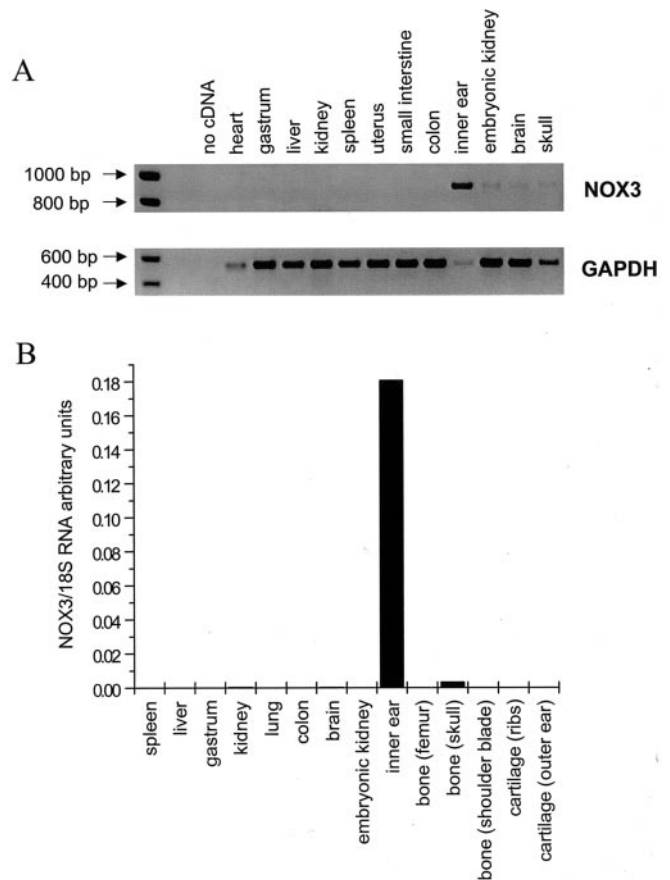 A
no cDNA
heart
gastrum
liver
kidney
spleen
uterus
small interstine
colon
inner ear
embryonic kidney
brain
skull
1000 bp
800 bp
NOX3
600 bp
400 bp
GAPDH
B
NOX3/18S RNA arbitrary units
0.18
0.16
0.14
0.12
0.10
0.08
0.06
0.04
0.02
0.00
spleen
liver
gastrum
kidney
lung
colon
brain
embryonic kidney
inner ear
bone (femur)
bone (skull)
bone (shoulder blade)
cartilage (ribs)
cartilage (outer ear)